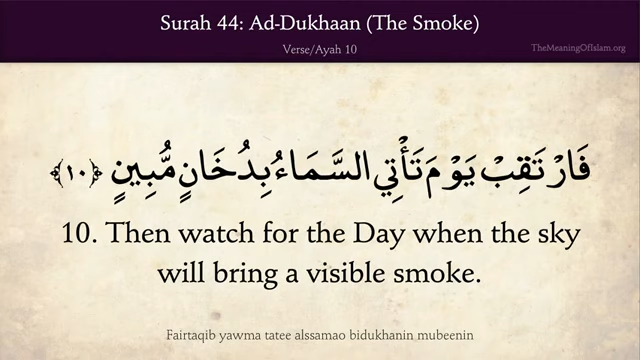 Surah 44: Ad-Dukhaan (The Smoke)
Verse/Ayah 10
TheMeaningOfIslam.org
فَارْتَقِبْ يَوْمَ تَأْتِي السَّمَاءُ بِدُخَانٍ مُّبِينٍ ﴿١٠﴾
10. Then watch for the Day when the sky
will bring a visible smoke.
Fairtaqib yawma tatee alssamao bidukhanin mubeenin